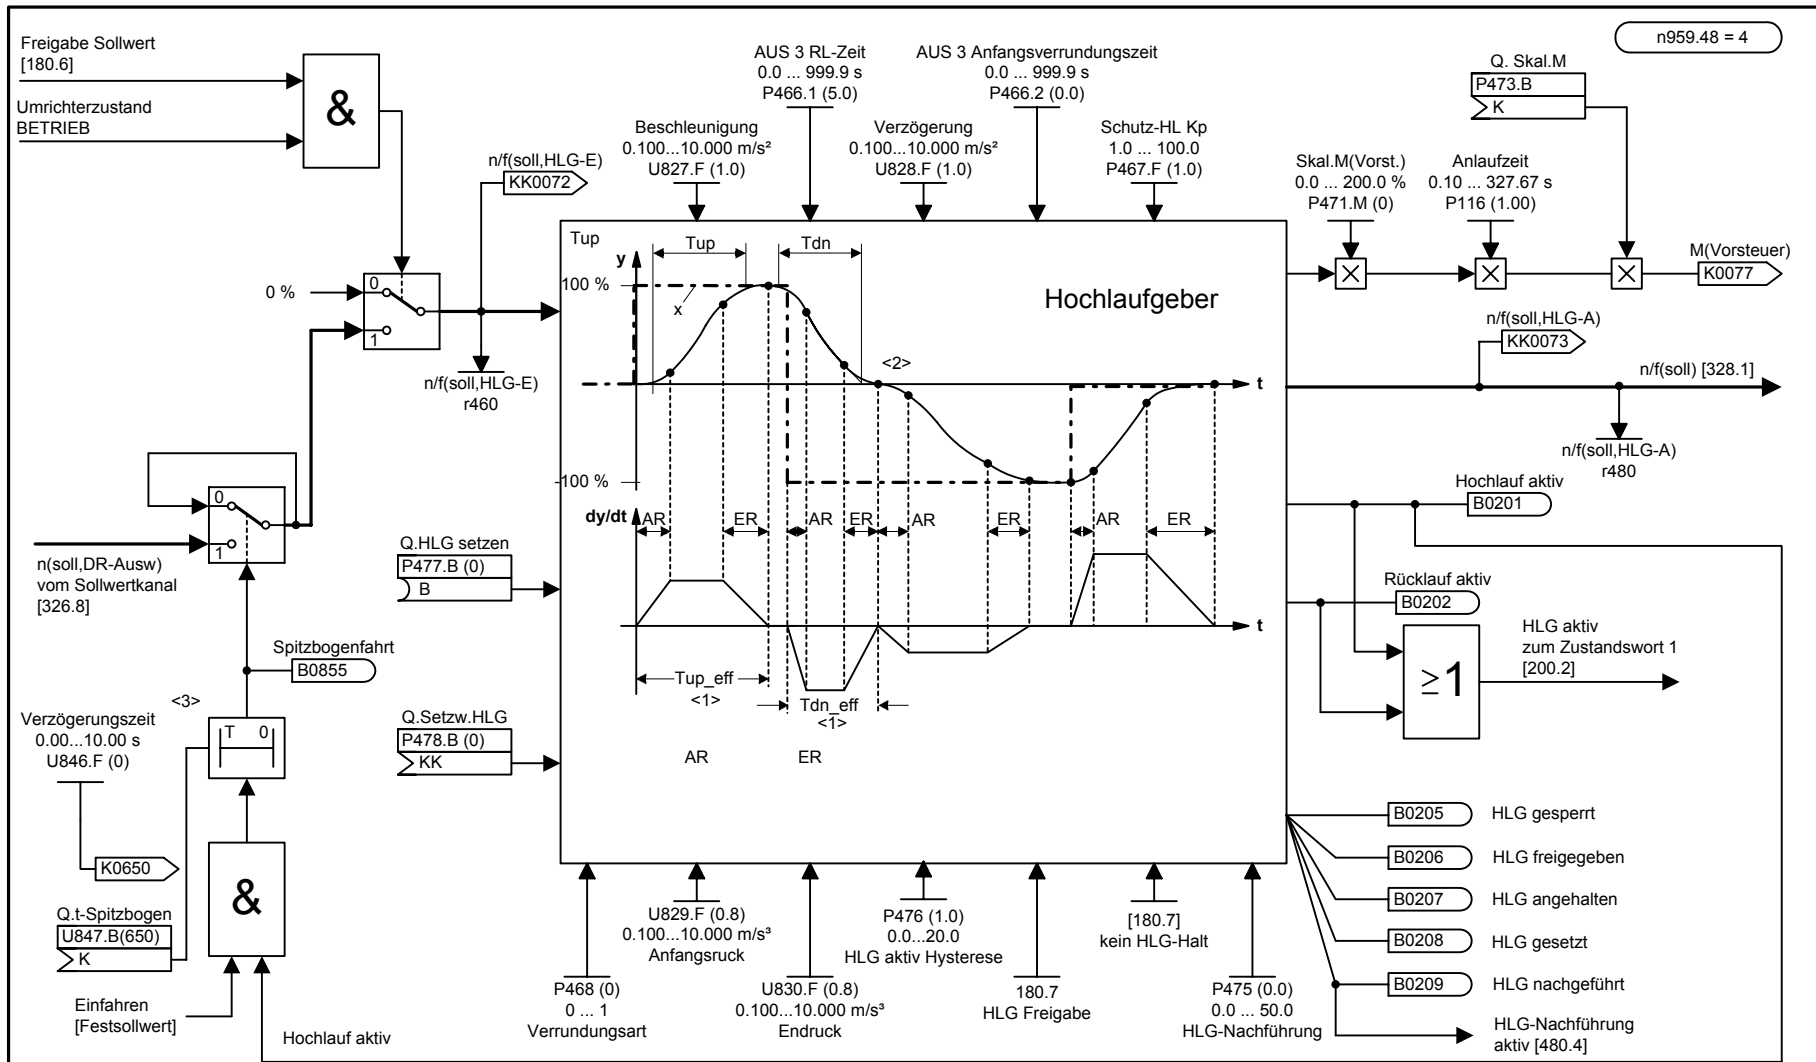 n959.48 = 4
Freigabe Sollwert
[180.6]
Umrichterzustand
BETRIEB
&
n/f(soll,HLG-E)
KK0072
0 %
0
1
n/f(soll,HLG-E)
r460
AUS 3 RL-Zeit
0.0 ... 999.9 s
P466.1 (5.0)
AUS 3 Anfangsverrundungszeit
0.0 ... 999.9 s
P466.2 (0.0)
Beschleunigung
0.100...10.000 m/s²
U827.F (1.0)
Verzögerung
0.100...10.000 m/s²
U828.F (1.0)
Schutz-HL Kp
1.0 ... 100.0
P467.F (1.0)
Q. Skal.M
P473.B
K
Skal.M(Vorst.)
0.0 ... 200.0 %
P471.M (0)
Anlaufzeit
0.10 ... 327.67 s
P116 (1.00)
M(Vorsteuer)
K0077
n/f(soll,HLG-A)
KK0073
n/f(soll) [328.1]
n/f(soll,HLG-A)
r480
Hochlaufgeber
Tup
y
Tup
Tdn
100 %
x
<2>
t
-100 %
dy/dt
AR
ER
AR
ER
AR
ER
AR
ER
t
Tup_eff
<1>
Tdn_eff
<1>
AR
ER
0
1
n(soll,DR-Ausw)
vom Sollwertkanal
[326.8]
Spitzbogenfahrt
B0855
<3>
T 0
Verzögerungszeit
0.00...10.00 s
U846.F (0)
K0650
Q.t-Spitzbogen
U847.B(650)
K
&
Einfahren
[Festsollwert]
Hochlauf aktiv
Q.HLG setzen
P477.B (0)
B
Q.Setzw.HLG
P478.B (0)
KK
Hochlauf aktiv
B0201
Rücklauf aktiv
B0202
≥1
HLG aktiv
zum Zustandswort 1
[200.2]
B0205 HLG gesperrt
B0206 HLG freigegeben
B0207 HLG angehalten
B0208 HLG gesetzt
B0209 HLG nachgeführt
HLG-Nachführung
aktiv [480.4]
P468 (0)
0 ... 1
Verrundungsart
U829.F (0.8)
0.100...10.000 m/s³
Anfangsruck
U830.F (0.8)
0.100...10.000 m/s³
Endruck
P476 (1.0)
0.0...20.0
HLG aktiv Hysterese
180.7
HLG Freigabe
[180.7]
kein HLG-Halt
P475 (0.0)
0.0 ... 50.0
HLG-Nachführung